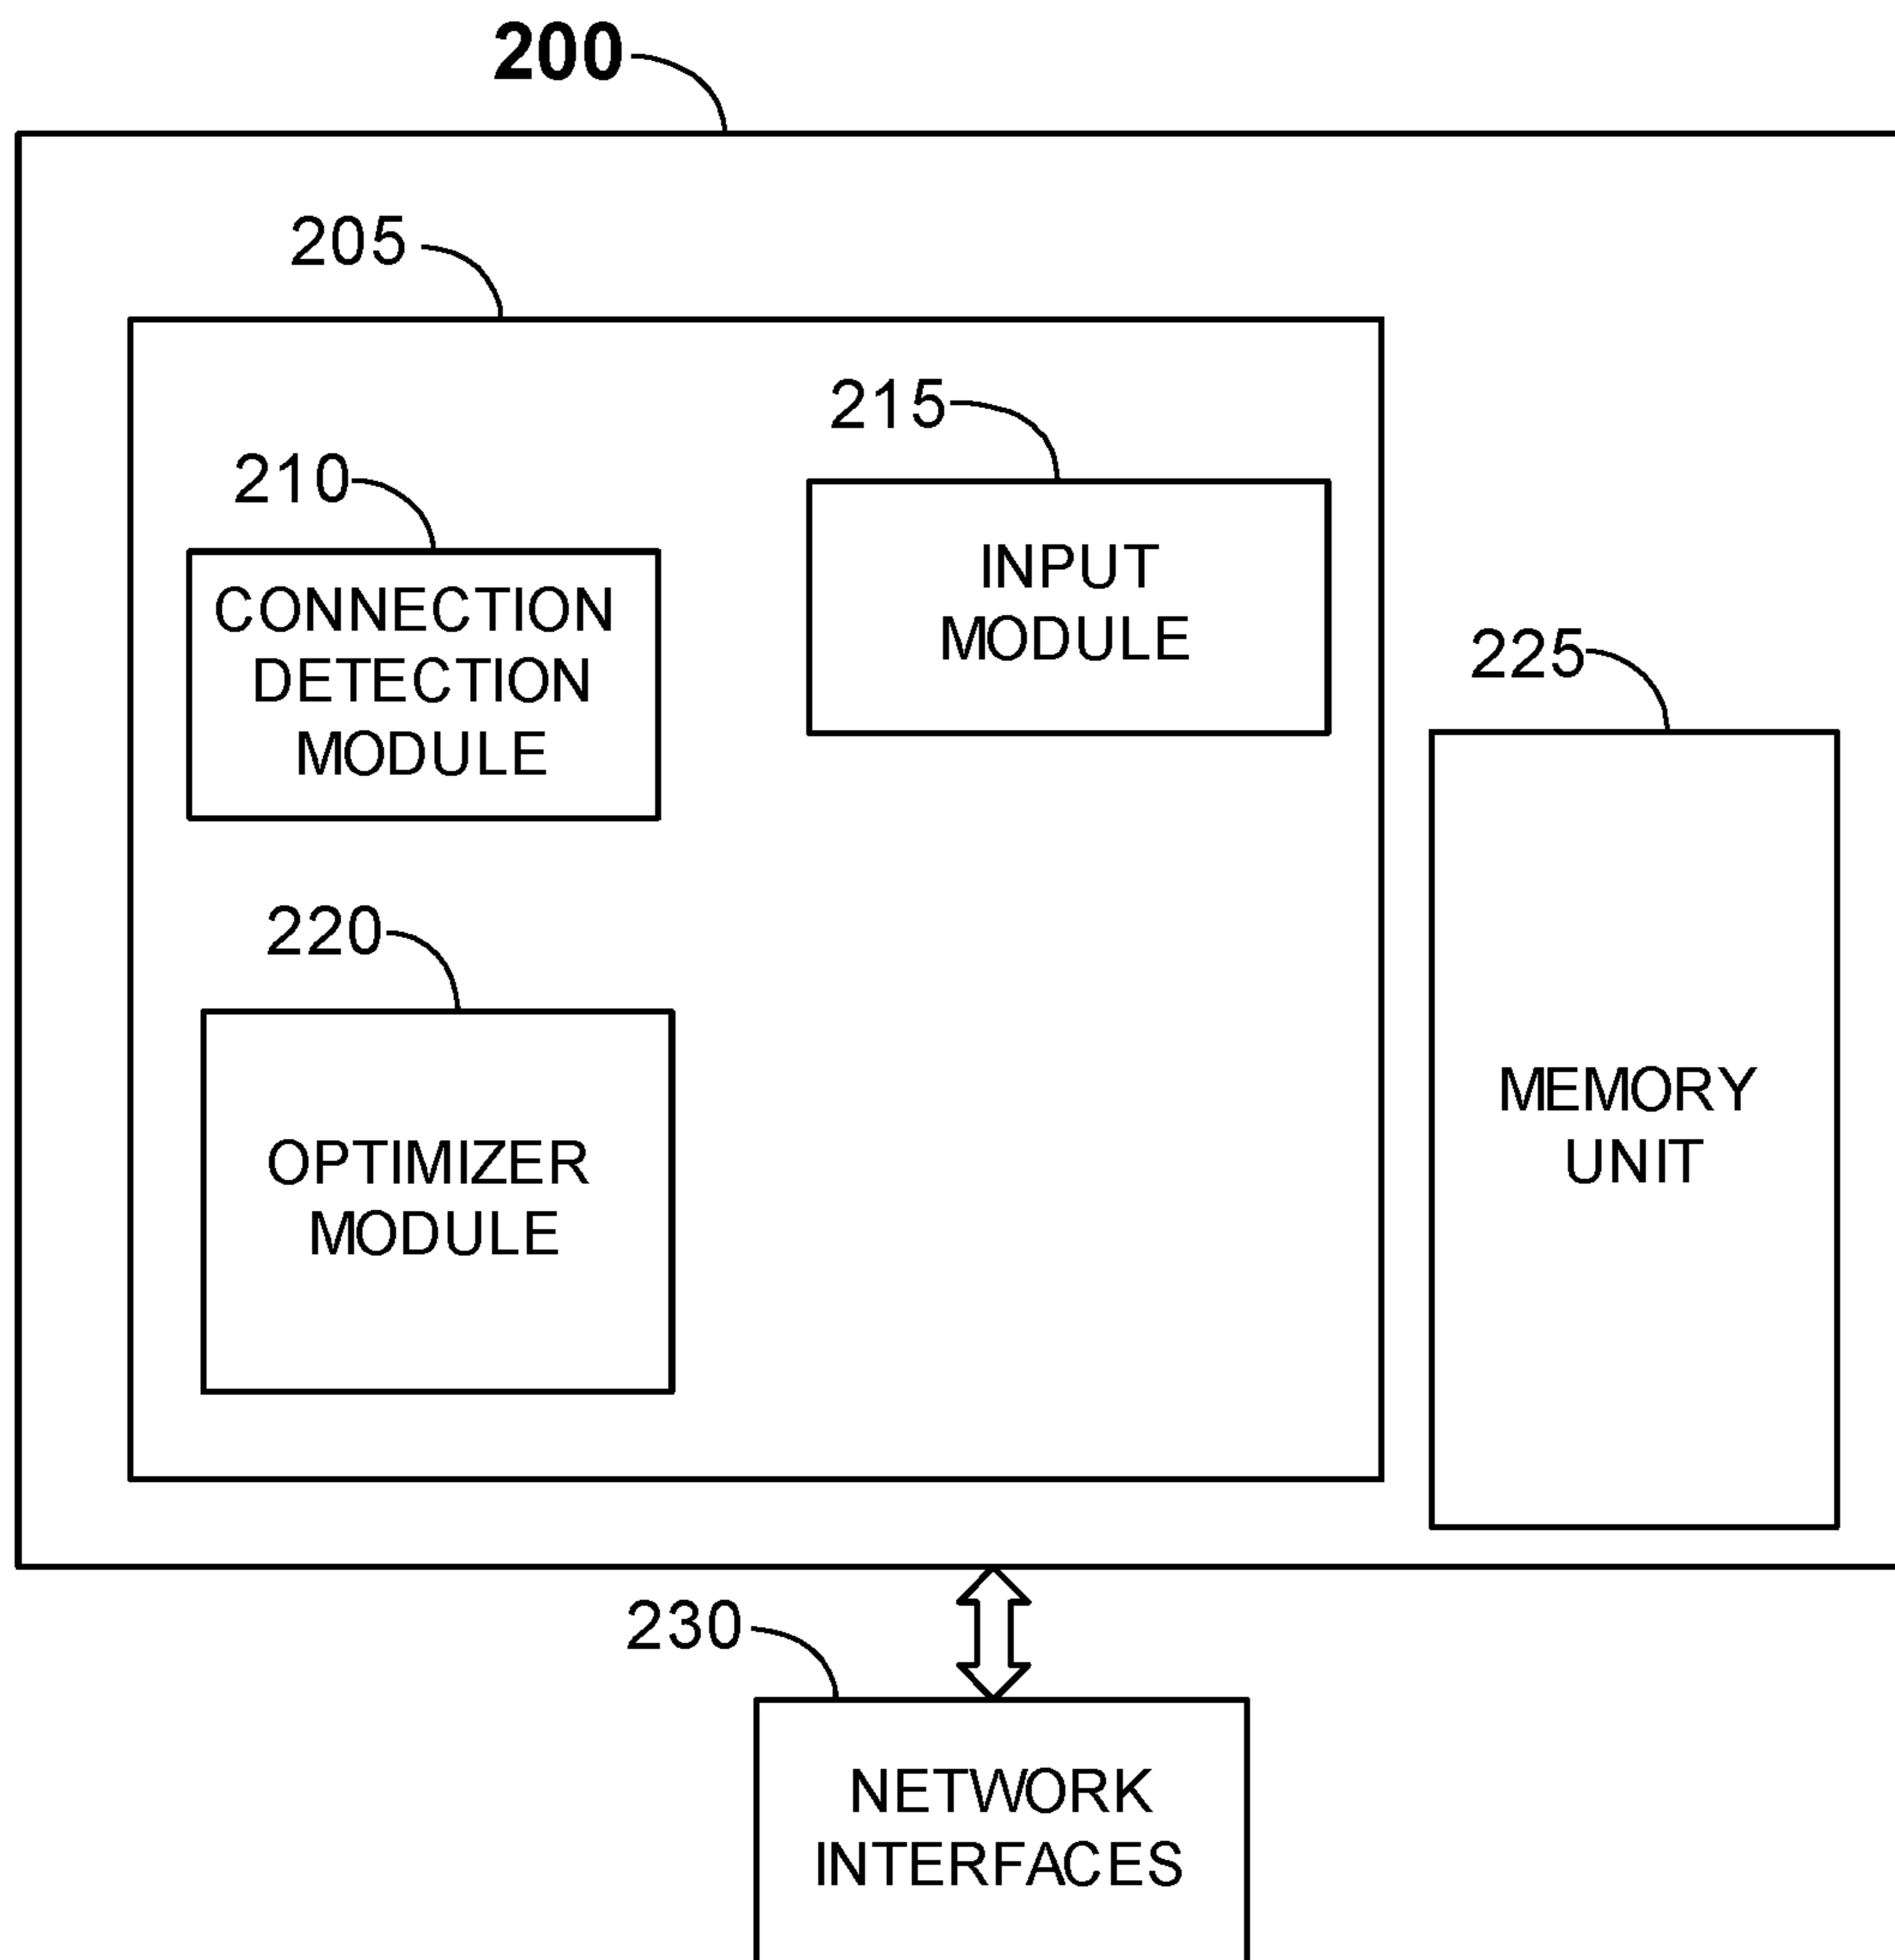 200
205
215
210
INPUT
MODULE
CONNECTION
DETECTION
MODULE
225
220
MEMORY
UNIT
OPTIMIZER
MODULE
230
NETWORK
INTERFACES